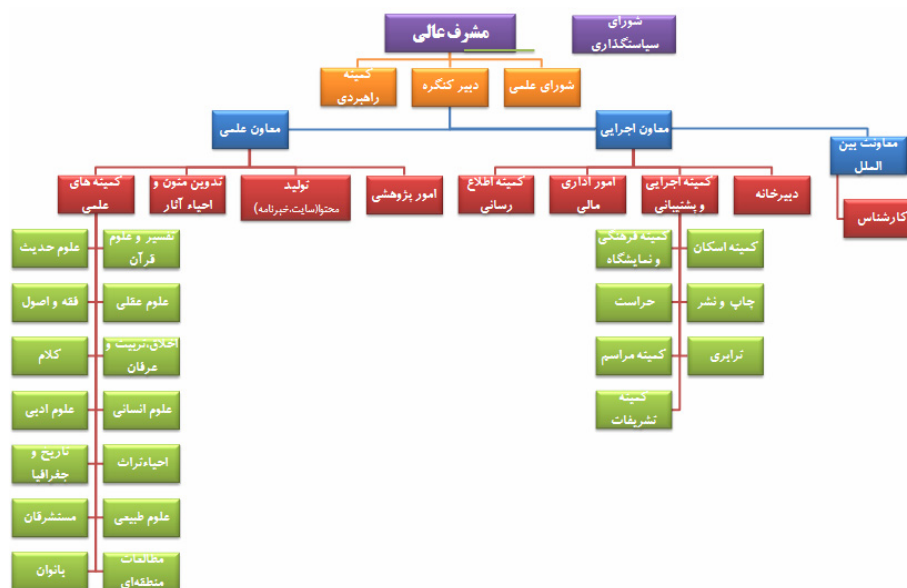 مشرف عالی
شورای
سیاستگذاری
شورای علمی
دبیر کنگره
کمیته
راهبردی
معاون اجرایی
معاون علمی
معاونت بین
الملل
دبیرخانه
کمیته اجرایی
و پشتیبانی
امور اداری
مالی
کمیته اطلاع
رسانی
امور پژوهشی
تولید
محتوا(سایت،خبرنامه)
تدوین متون و
احیاء آثار
کمیته های
علمی
کارشناس
کمیته اسکان
کمیته فرهنگی
و نمایشگاه
چاپ و نشر
حراست
ترابری
کمیته مراسم
کمیته
تشریفات
تفسیر و علوم
قرآن
علوم حدیث
علوم عقلی
فقه و اصول
اخلاق،تربیت و
عرفان
کلام
علوم انسانی
علوم ادبی
احیاءتراث
تاریخ و
جغرافیا
علوم طبیعی
مستشرقان
مطالعات
منطقه‌ای
بانوان